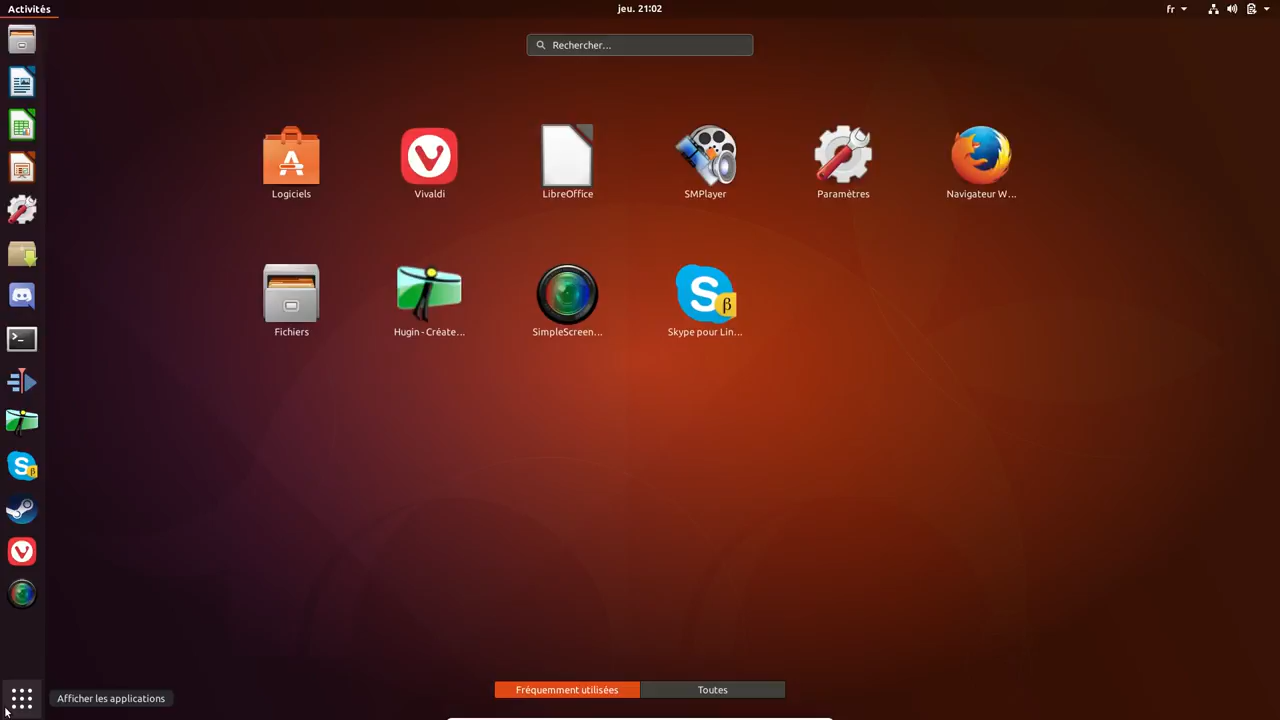 Activités
jeu. 21:02
fr
Rechercher...
Logiciels
Vivaldi
LibreOffice
SMPlayer
Paramètres
Navigateur W...
Fichiers
Hugin - Créate...
SimpleScreen...
Skype pour Lin...
Fréquemment utilisées
Toutes
Afficher les applications